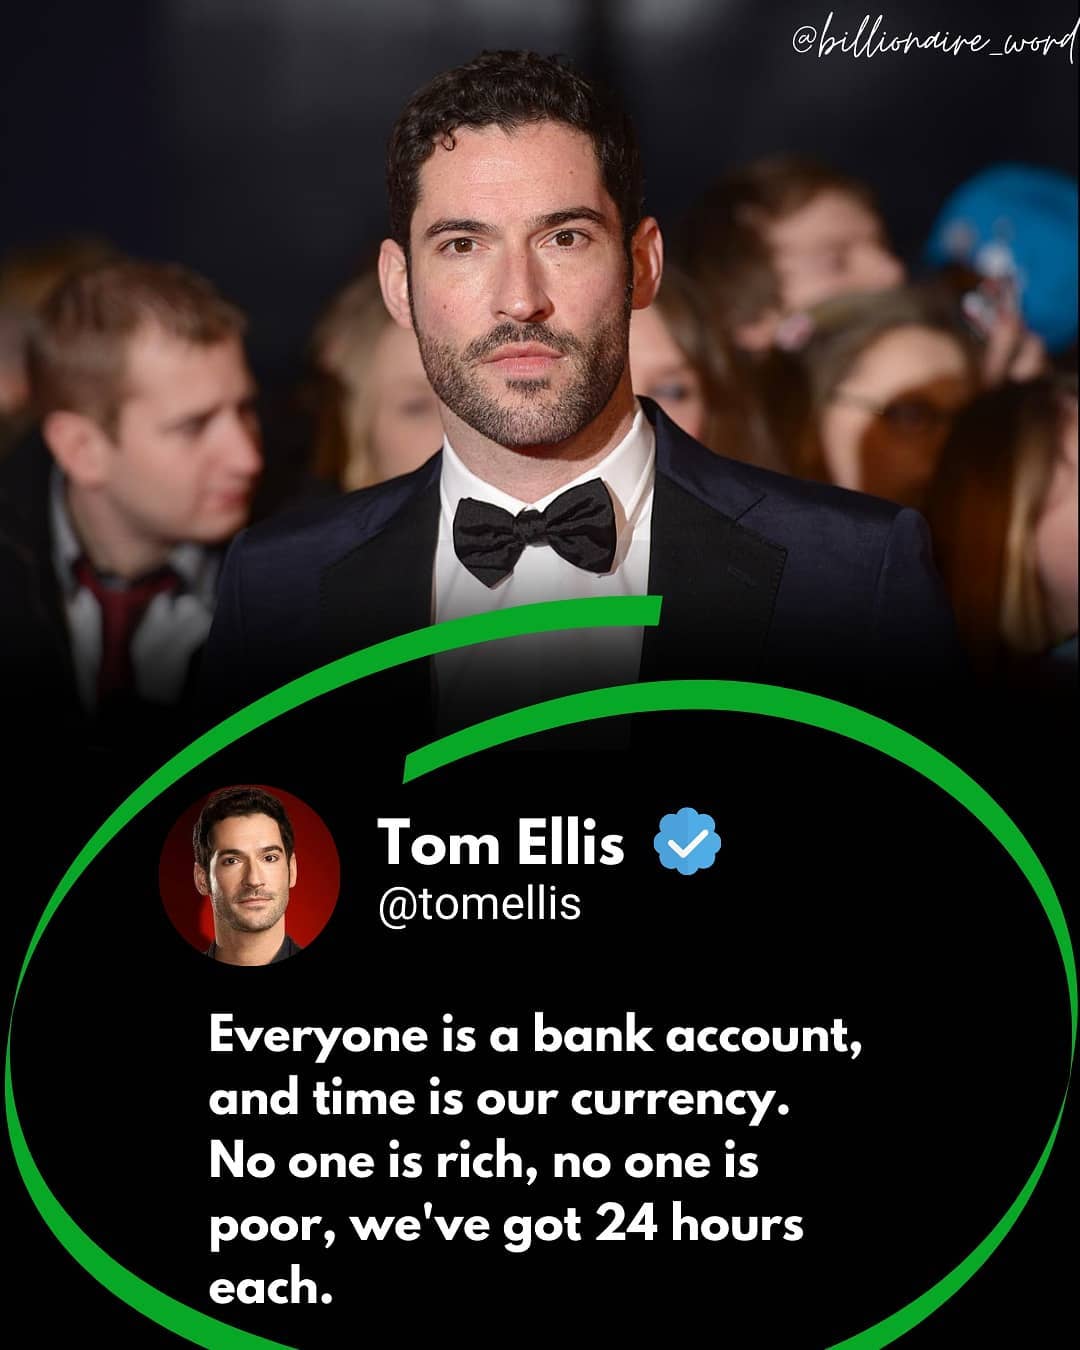 @billionaire_word
Tom Ellis
@tomellis
Everyone is a bank account,
and time is our currency.
No one is rich, no one is
poor, we've got 24 hours
each.